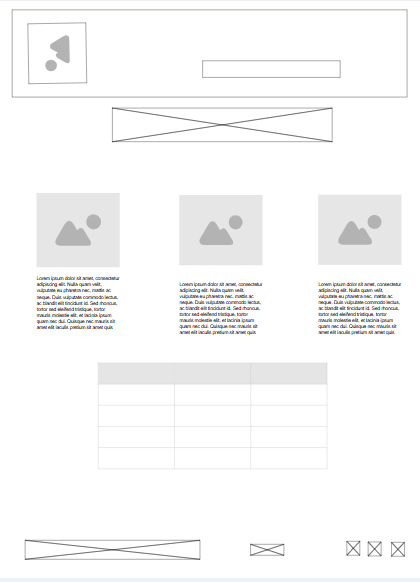 Lorem ipsum dolor sit amet, consectetur
adipiscing elit. Nulla quam velit,
vulputate eu pharetra nec, mattis ac
neque. Duis vulputate commodo lectus,
ac blandit elit tincidunt id. Sed rhoncus,
tortor sed eleifend tristique, tortor
mauris molestie elit, et lacinia ipsum
quam nec dui. Quisque nec mauris sit
amet elit iaculis pretium sit amet quis
Lorem ipsum dolor sit amet, consectetur
adipiscing elit. Nulla quam velit,
vulputate eu pharetra nec, mattis ac
neque. Duis vulputate commodo lectus,
ac blandit elit tincidunt id. Sed rhoncus,
tortor sed eleifend tristique, tortor
mauris molestie elit, et lacinia ipsum
quam nec dui. Quisque nec mauris sit
amet elit iaculis pretium sit amet quis
Lorem ipsum dolor sit amet, consectetur
adipiscing elit. Nulla quam velit,
vulputate eu pharetra nec, mattis ac
neque. Duis vulputate commodo lectus,
ac blandit elit tincidunt id. Sed rhoncus,
tortor sed eleifend tristique, tortor
mauris molestie elit, et lacinia ipsum
quam nec dui. Quisque nec mauris sit
amet elit iaculis pretium sit amet quis